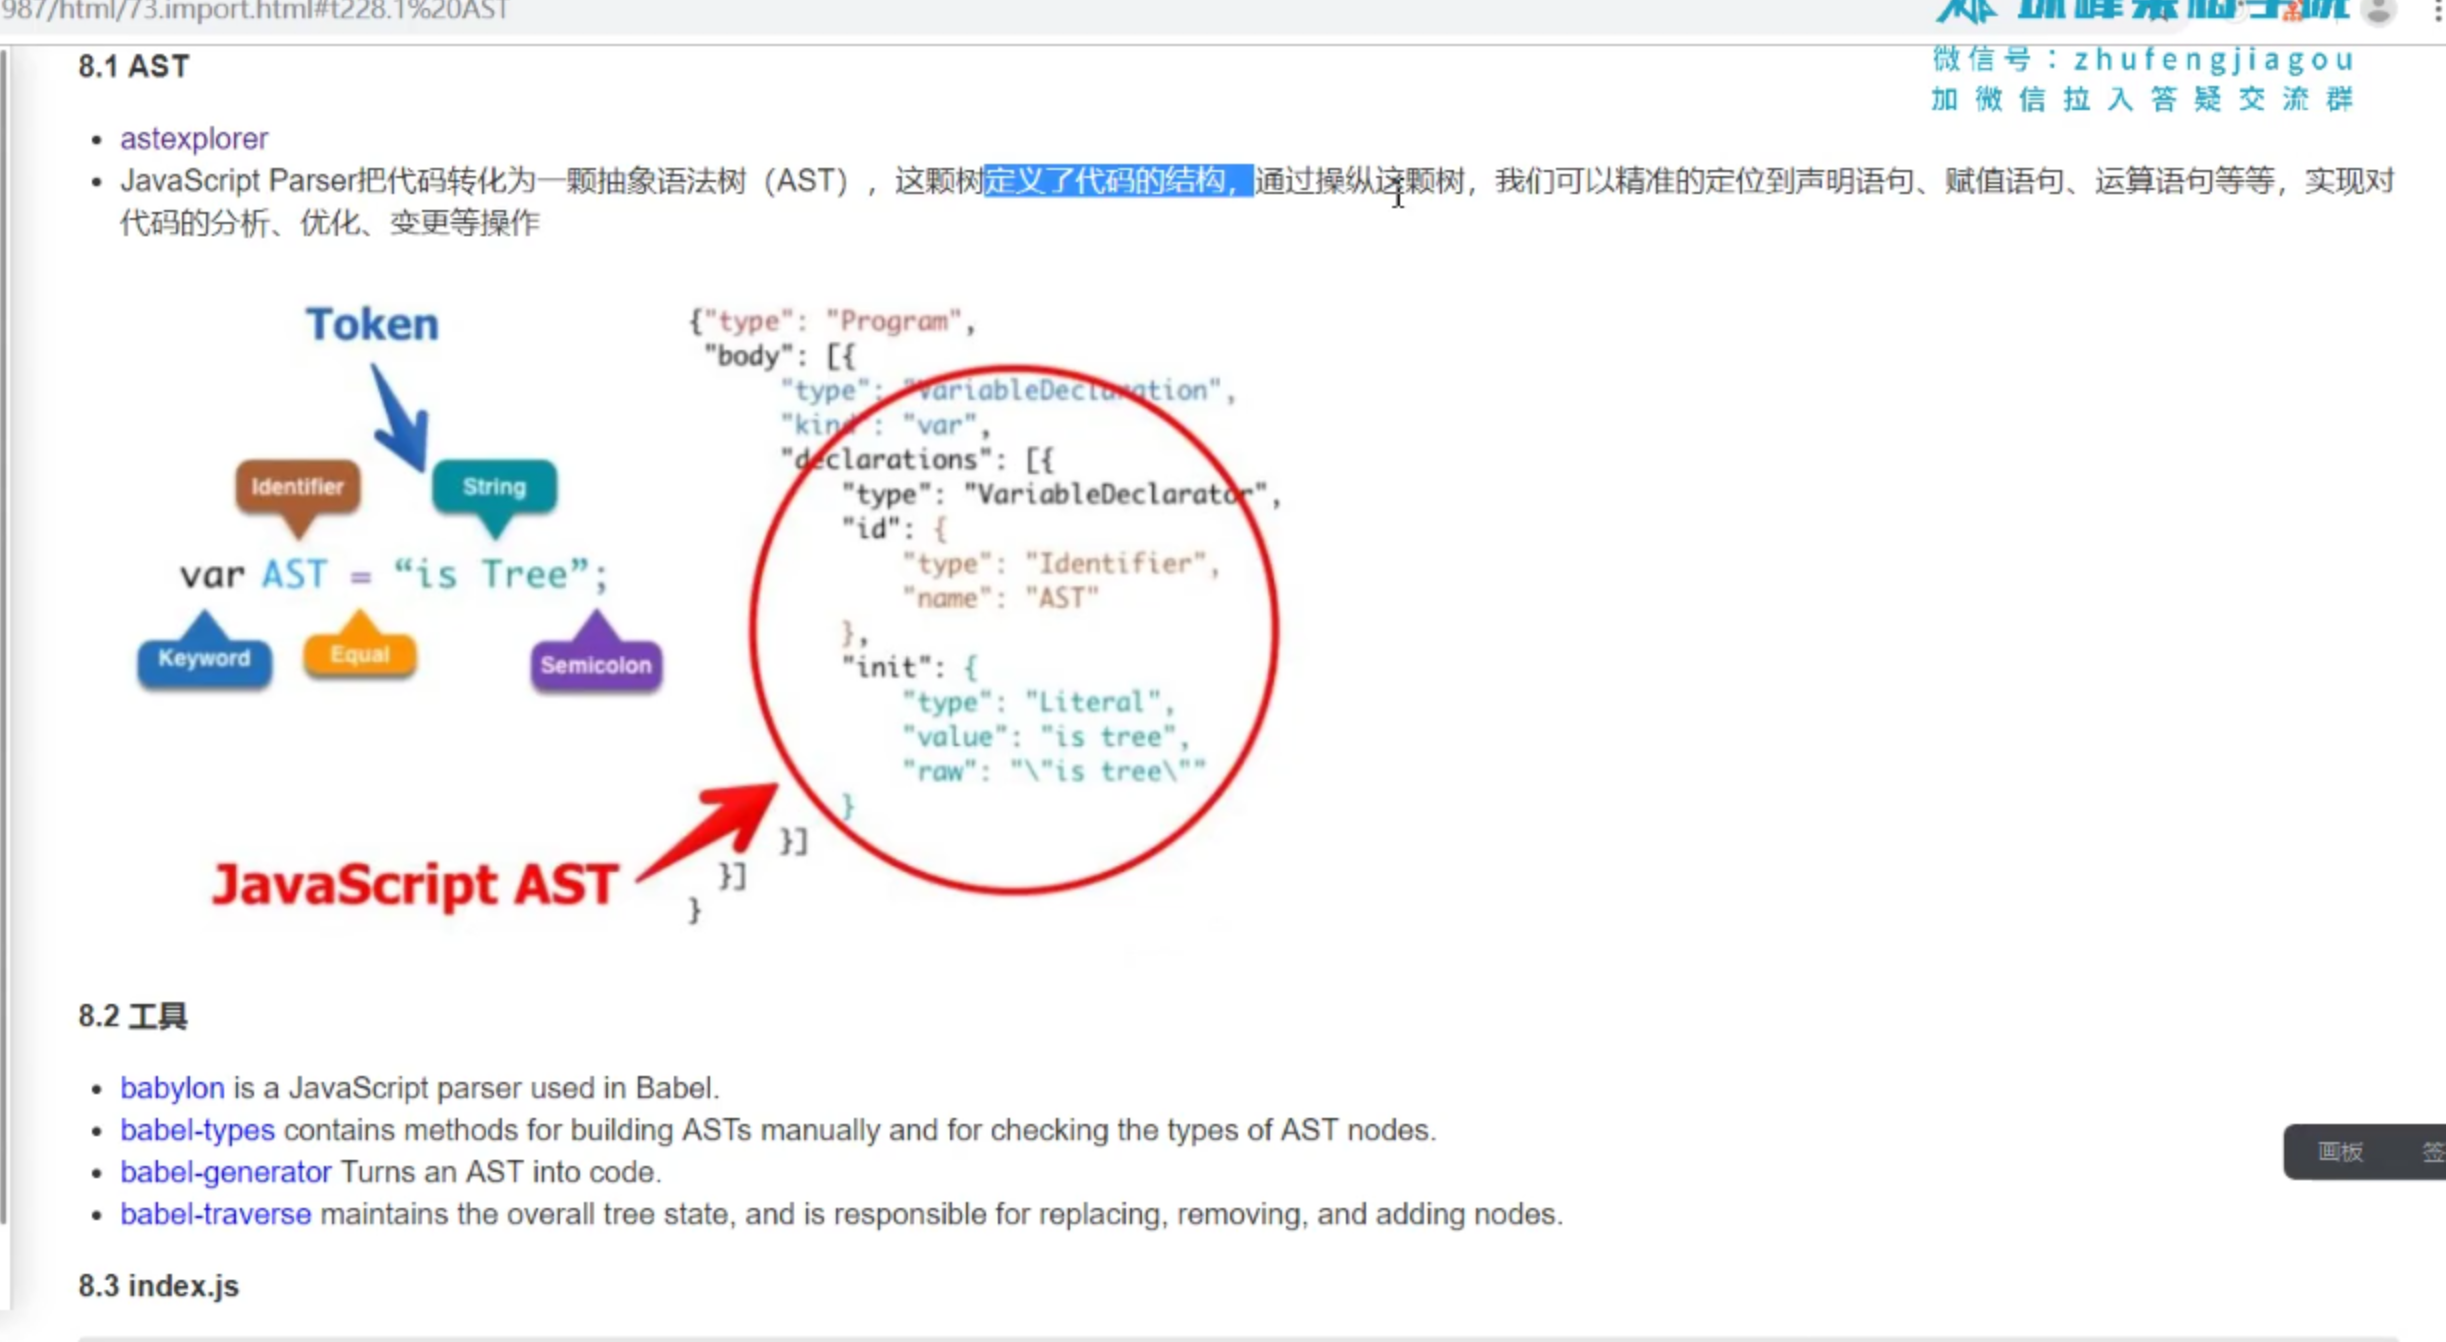 987/html/73.import.html#t228.1%20AST
微信号：zhufengjiagou
加微信拉入答疑交流群
8.1 AST
astexplorer
JavaScript Parser把代码转化为一颗抽象语法树（AST），这颗树定义了代码的结构，通过操纵这颗树，我们可以精准的定位到声明语句、赋值语句、运算语句等等，实现对
代码的分析、优化、变更等操作
Token
Identifier
String
var AST = “is Tree”;
Keyword
Equal
Semicolon
JavaScript AST
{"type": "Program",
"body": [{
"type": "VariableDeclaration",
"kind": "var",
"declarations": [{
"type": "VariableDeclarator",
"id": {
"type": "Identifier",
"name": "AST"
},
"init": {
"type": "Literal",
"value": "is tree",
"raw": "\"is tree\""
}
}]
}]
}
8.2 工具
babylon is a JavaScript parser used in Babel.
babel-types contains methods for building ASTs manually and for checking the types of AST nodes.
babel-generator Turns an AST into code.
babel-traverse maintains the overall tree state, and is responsible for replacing, removing, and adding nodes.
画板 签
8.3 index.js